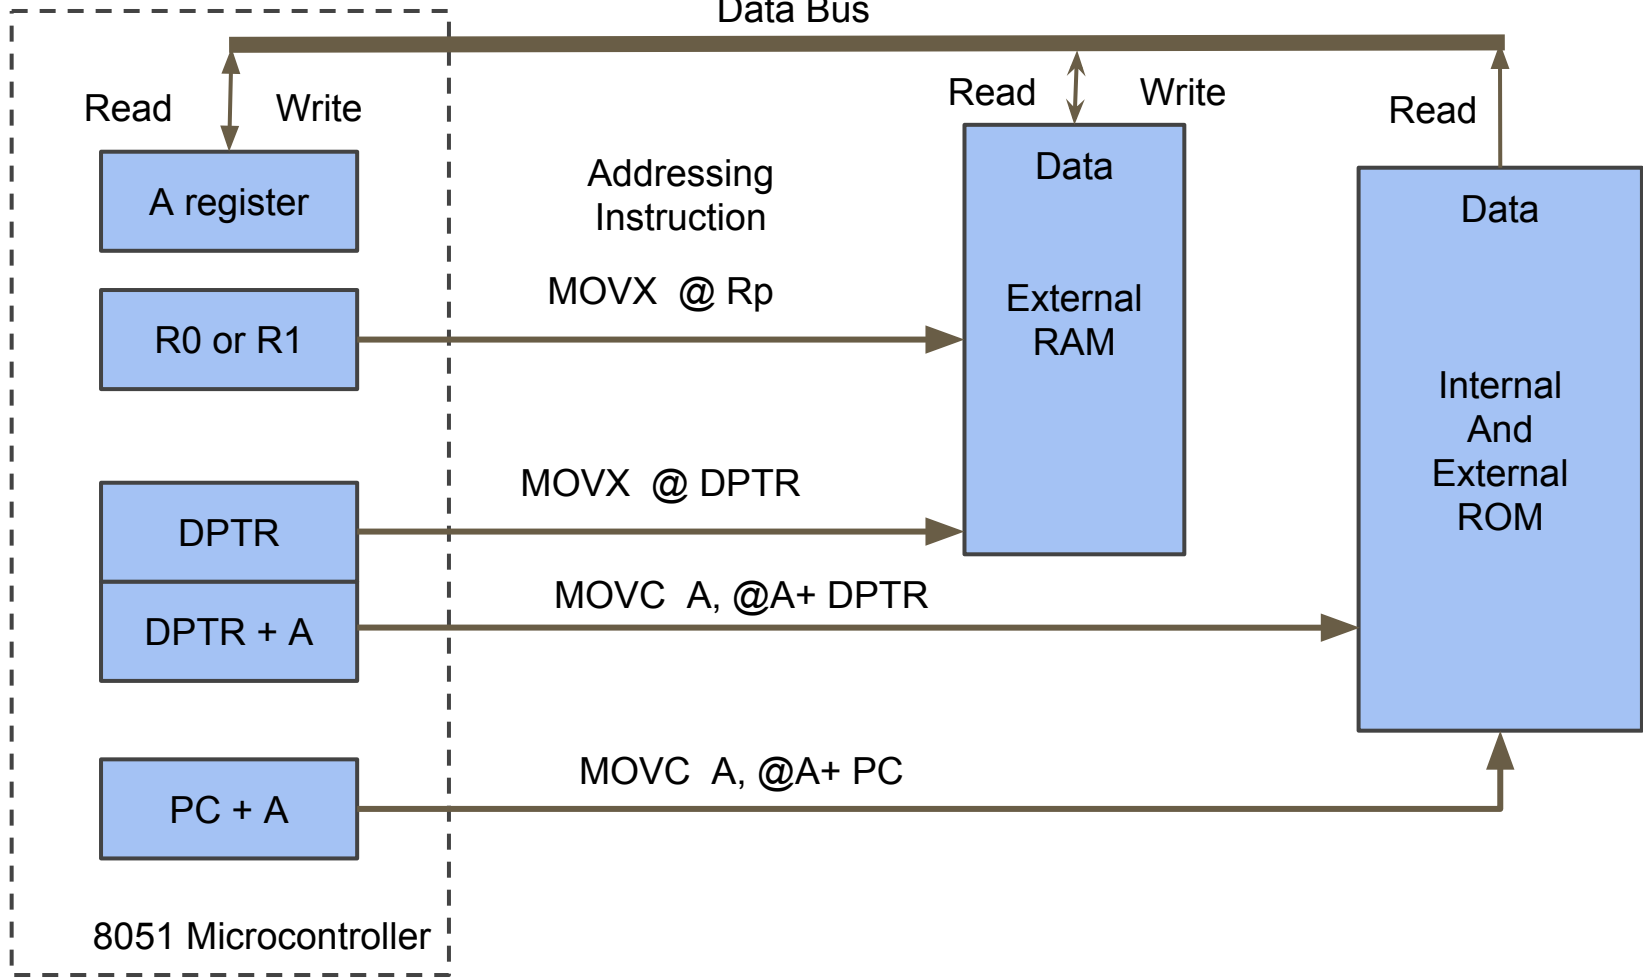 Data Bus
Read
Write
Read
Write
Read
A register
Addressing
Instruction
Data
Data
MOVX @ Rp
R0 or R1
External
RAM
Internal
And
External
ROM
MOVX @ DPTR
DPTR
MOVC A, @A+ DPTR
DPTR + A
MOVC A, @A+ PC
PC + A
8051 Microcontroller